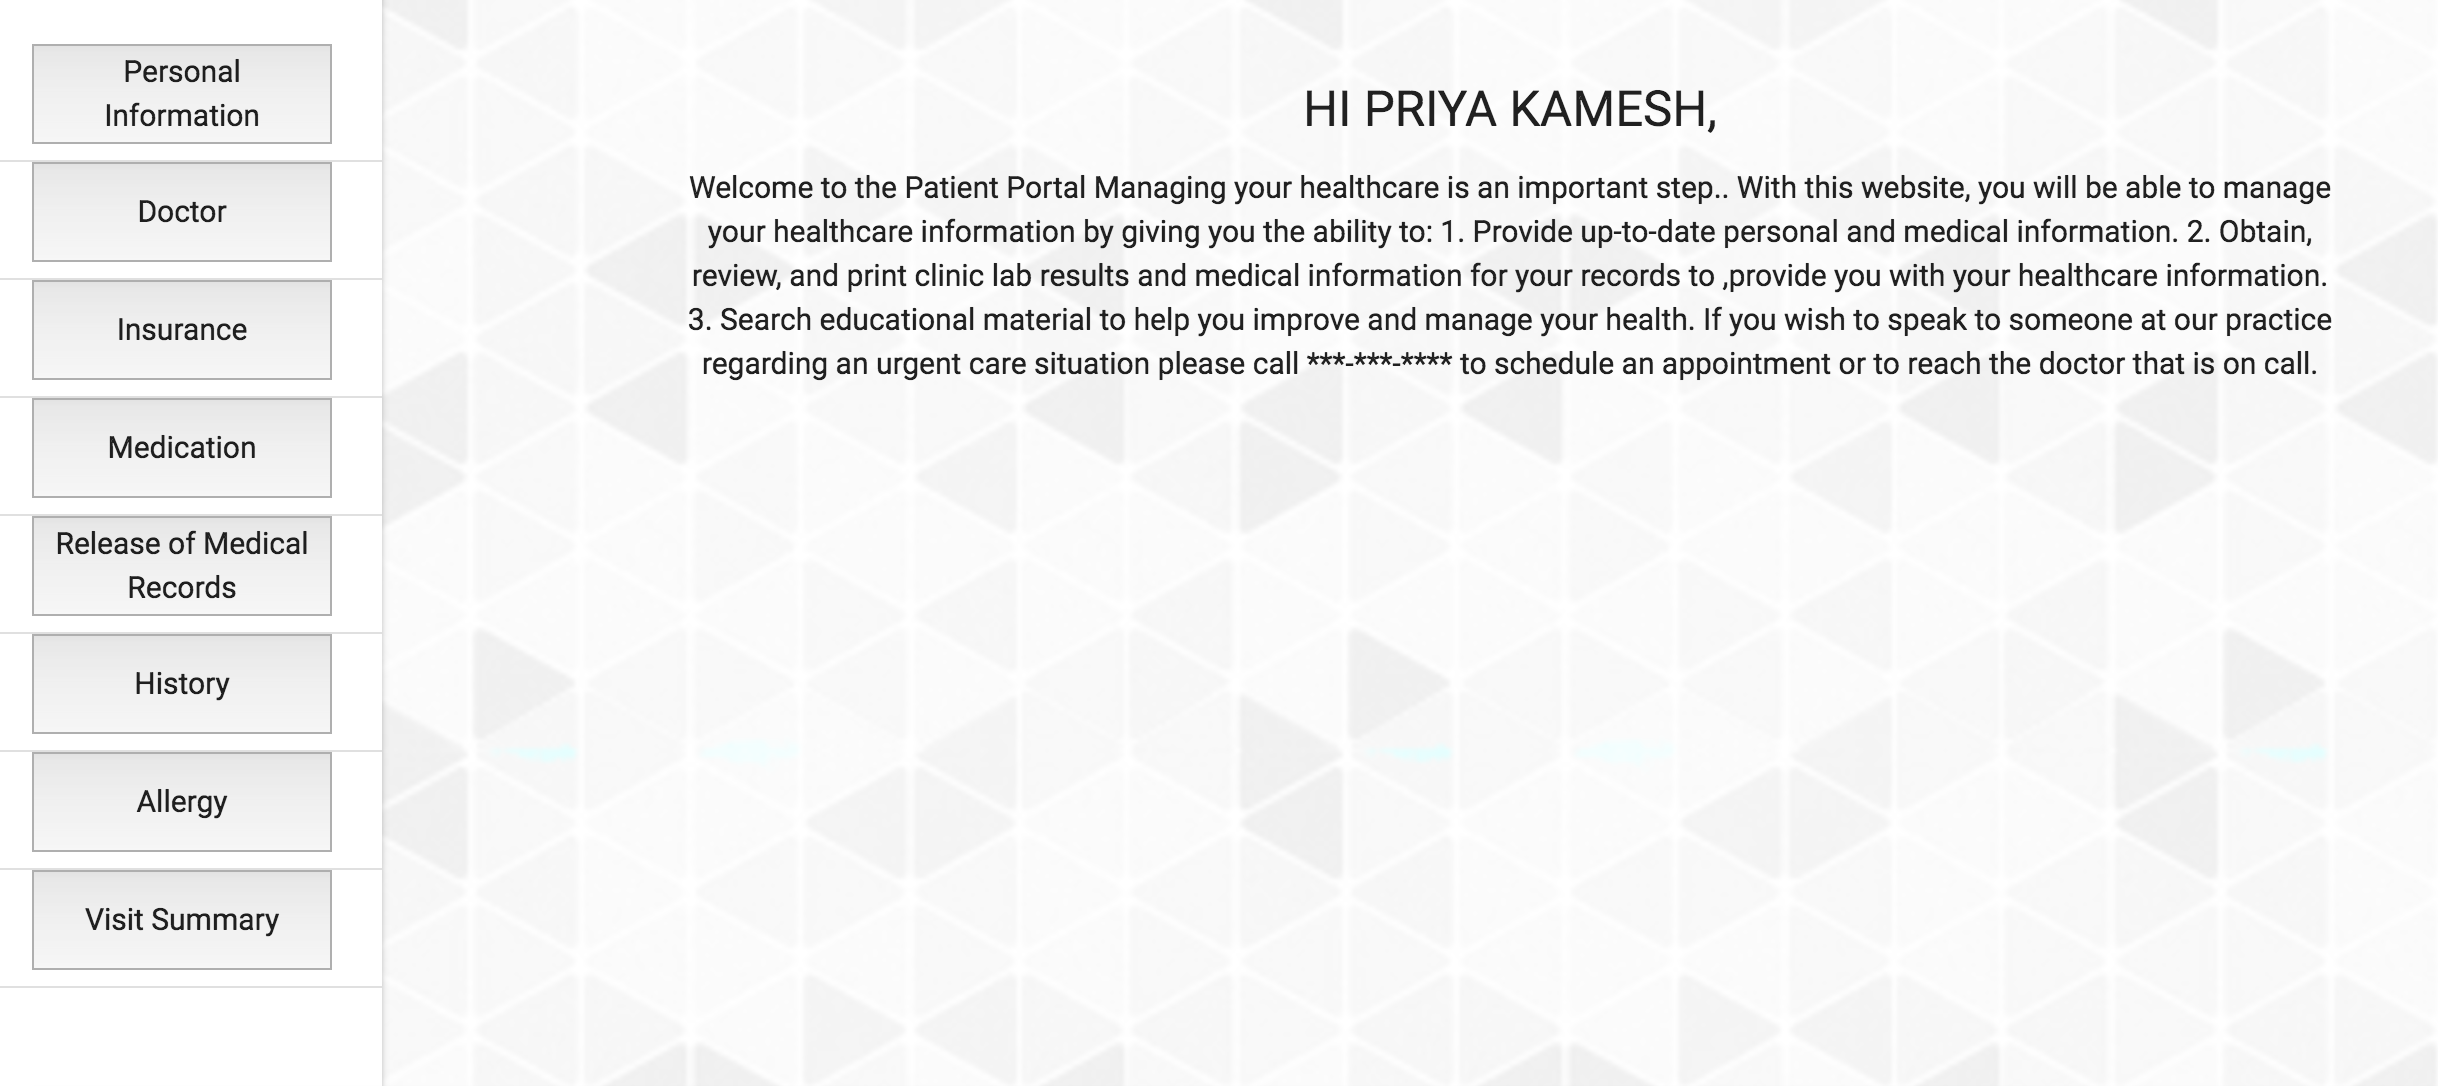 Personal
Information
Doctor
Insurance
Medication
Release of Medical
Records
History
Allergy
Visit Summary
HI PRIYA KAMESH,
Welcome to the Patient Portal Managing your healthcare is an important step.. With this website, you will be able to manage
your healthcare information by giving you the ability to: 1. Provide up-to-date personal and medical information. 2. Obtain,
review, and print clinic lab results and medical information for your records to ,provide you with your healthcare information.
3. Search educational material to help you improve and manage your health. If you wish to speak to someone at our practice
regarding an urgent care situation please call ***-***-**** to schedule an appointment or to reach the doctor that is on call.